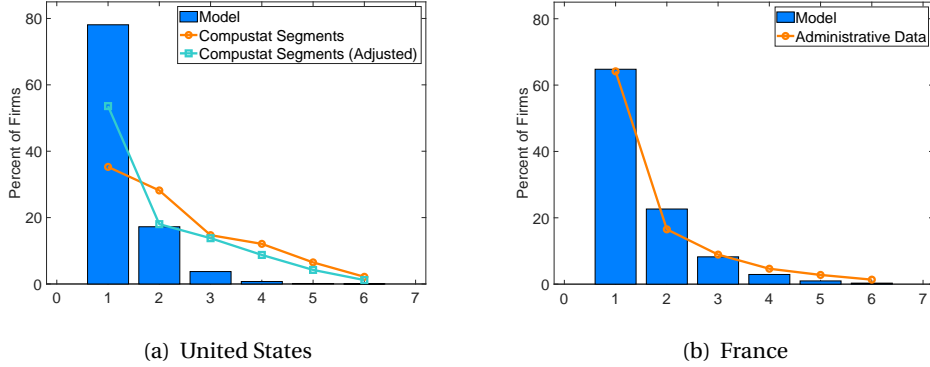 80
60
40
20
0
Percent of Firms
0 1 2 3 4 5 6 7
Model
Compustat Segments
Compustat Segments (Adjusted)
(a) United States
80
60
40
20
0
Percent of Firms
0 1 2 3 4 5 6 7
Model
Administrative Data
(b) France